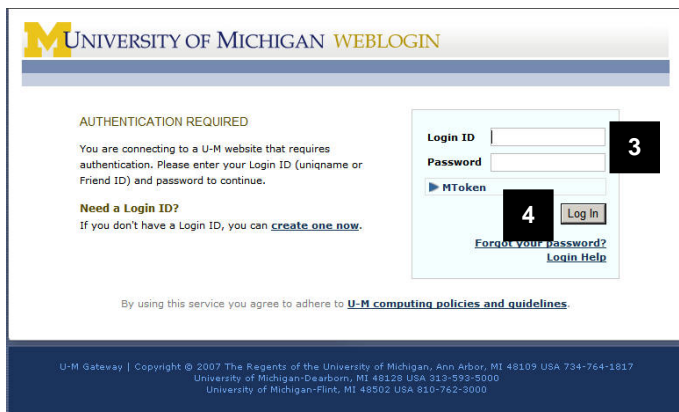 UNIVERSITY OF MICHIGAN WEBLOGIN
AUTHENTICATION REQUIRED
You are connecting to a U-M website that requires
authentication. Please enter your Login ID (uniqname or
Friend ID) and password to continue.
Need a Login ID?
If you don't have a Login ID, you can create one now.
Login ID
3
Password
MToken
4
Log In
Forgot your password?
Login Help
By using this service you agree to adhere to U-M computing policies and guidelines.
U-M Gateway | Copyright © 2007 The Regents of the University of Michigan, Ann Arbor, MI 48109 USA 734-764-1817
University of Michigan-Dearborn, MI 48128 USA 313-593-5000
University of Michigan-Flint, MI 48502 USA 810-762-3000